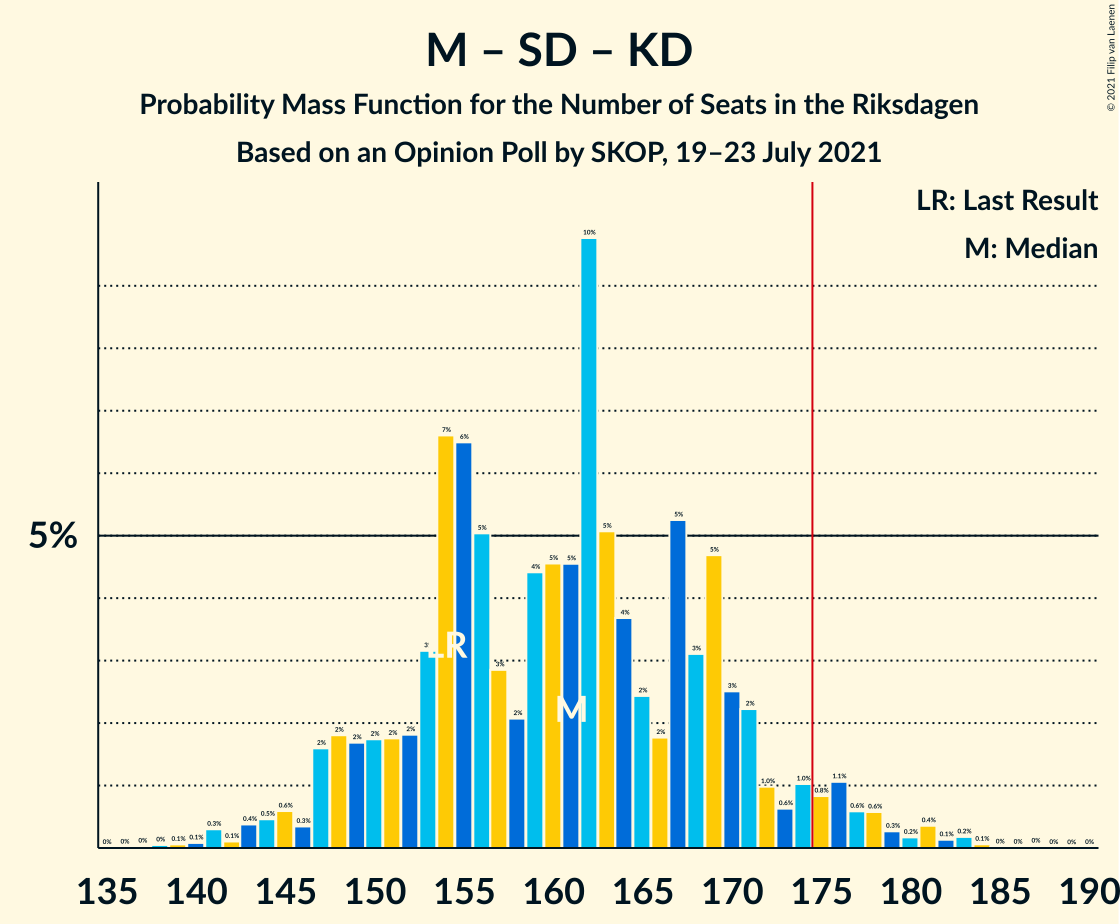 M – SD – KD
Probability Mass Function for the Number of Seats in the Riksdagen
Based on an Opinion Poll by SKOP, 19–23 July 2021
© 2021 Filip van Laenen
LR: Last Result
M: Median
5%
0% 0% 0% 0% 0.1% 0.1% 0.3% 0.1% 0.4% 0.5% 0.6% 0.3% 2% 2% 2% 2% 2% 2% 3% 7% 6% 5% 3% 2% 4% 5% 5% 10% 5% 4% 2% 2% 5% 3% 5% 3% 2% 1.0% 0.6% 1.0% 0.8% 1.1% 0.6% 0.6% 0.3% 0.2% 0.4% 0.1% 0.2% 0.1% 0% 0% 0% 0% 0% 0%
LR
M
135 140 145 150 155 160 165 170 175 180 185 190